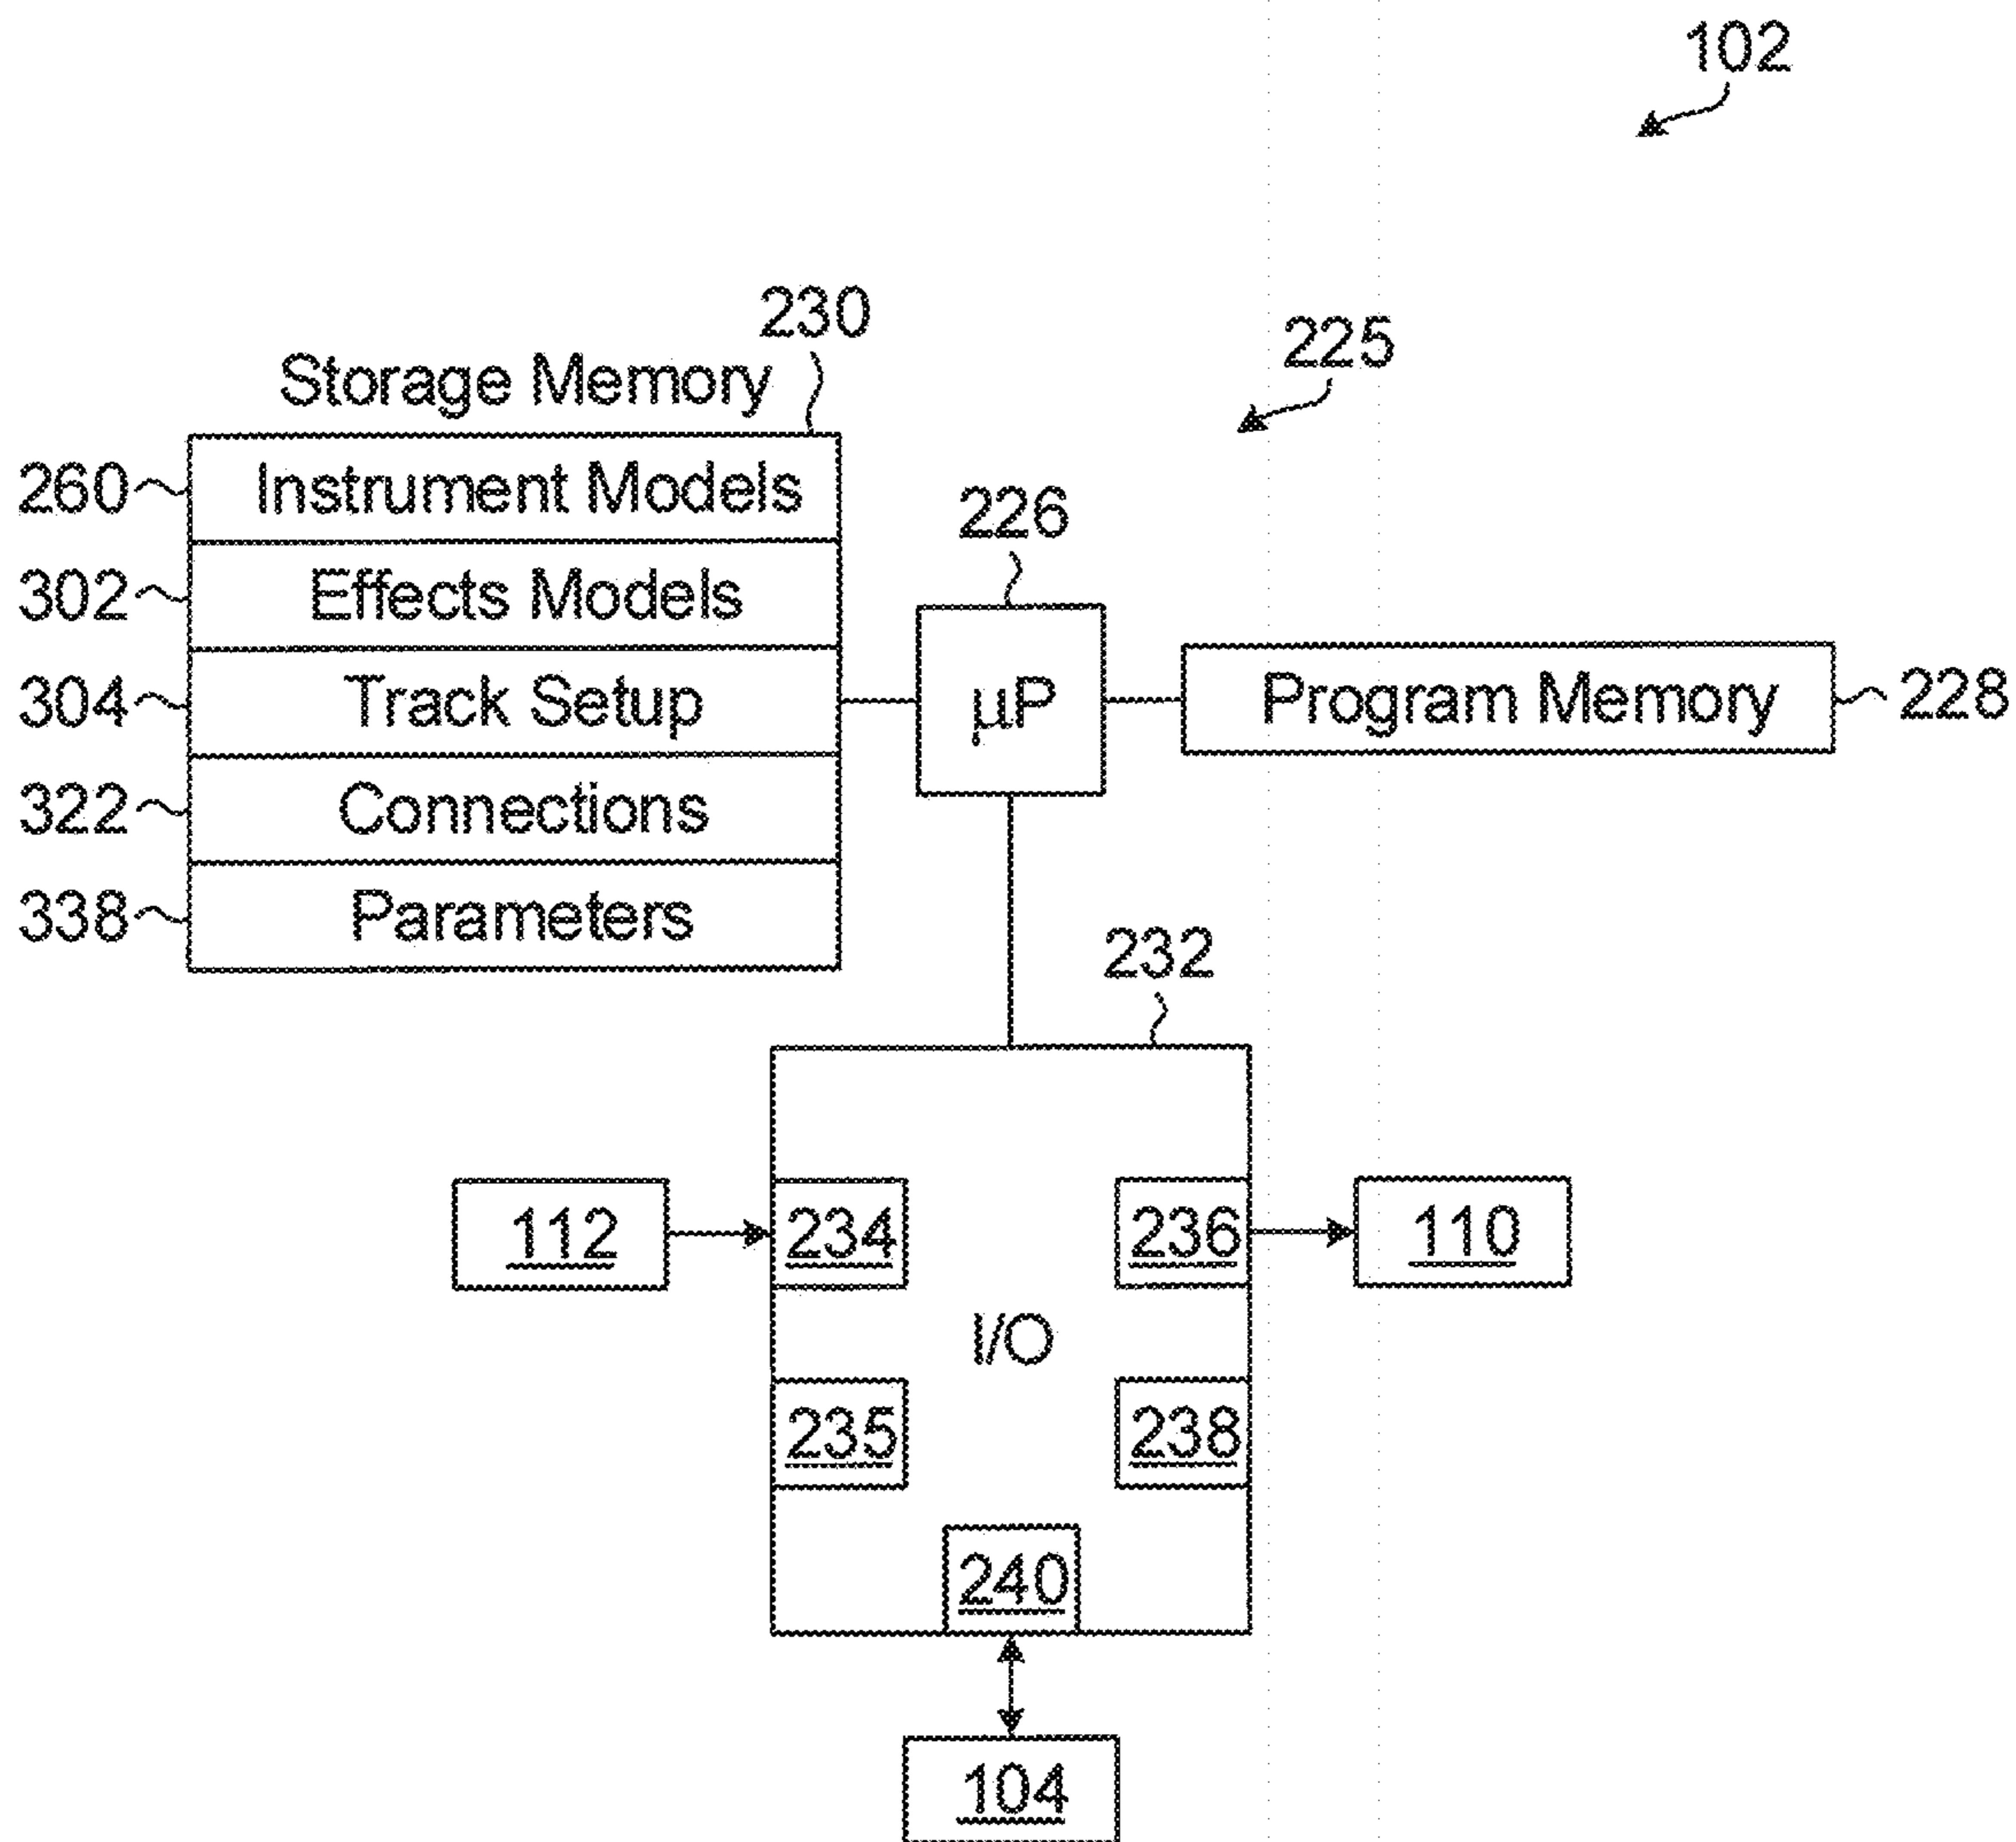 102
230
225
Storage Memory
260 Instrument Models
226
302 Effects Models
304 Track Setup
µP
Program Memory 228
322 Connections
338 Parameters
232
112
234
236
110
I/O
235
238
240
104